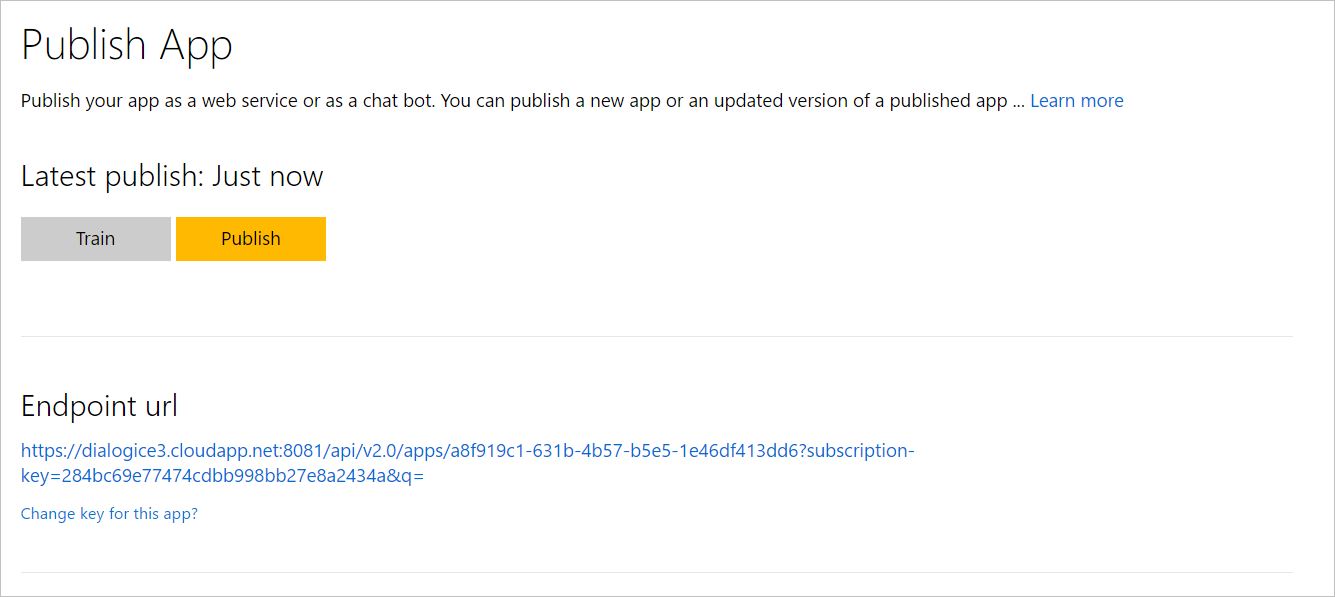 Publish App
Publish your app as a web service or as a chat bot. You can publish a new app or an updated version of a published app ... Learn more
Latest publish: Just now
Train
Publish
Endpoint url
https://dialogice3.cloudapp.net:8081/api/v2.0/apps/a8f919c1-631b-4b57-b5e5-1e46df413dd6?subscription-
key=284bc69e77474cdbb998bb27e8a2434a&q=
Change key for this app?